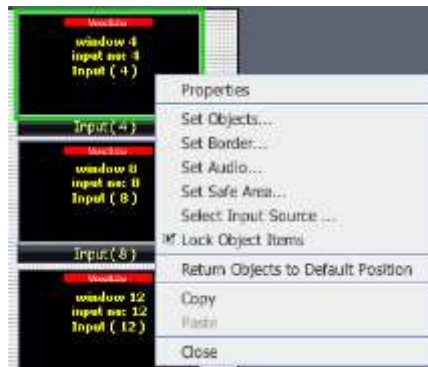 window 4
input no: 4
Input ( 4 )
Input( 4 )
window 8
input no: 8
Input ( 8 )
Input( 8 )
window 12
input no: 12
Input ( 12 )
Properties
Set Objects...
Set Border...
Set Audio...
Set Safe Area...
Select Input Source ...
Lock Object Items
Return Objects to Default Position
Copy
Paste
Close